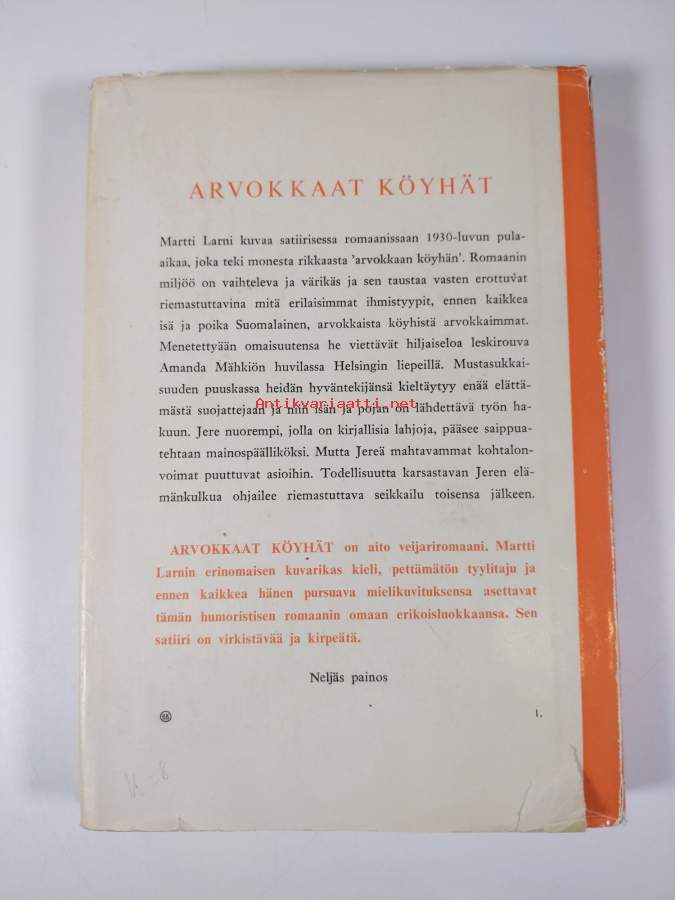 ARVOKKAAT KÖYHÄT
Martti Larni kuvaa satiirisessa romaanissaan 1930-luvun pula-
aikaa, joka teki monesta rikkaasta 'arvokkaan köyhän'. Romaanin
miljöö on vaihteleva ja värikäs ja sen taustaa vasten erottuvat
riemastuttavina mitä erilaisimmat ihmistyypit, ennen kaikkea
isä ja poika Suomalainen, arvokkaista köyhistä arvokkaimmat.
Menetettyään omaisuutensa he viettävät hiljaiseloa leskirouva
Amanda Mähkiön huvilassa Helsingin liepeillä. Mustasukkai-
suuden puuskassa heidän hyväntekijänsä kieltäytyy enää elättä-
Antikvariaatti.net
mästä suojattejaan ja niin isän ja pojan on lähdettävä työn ha-
kuun. Jere nuorempi, jolla on kirjallisia lahjoja, pääsee saippua-
tehtaan mainospäälliköksi. Mutta Jereä mahtavammat kohtalon-
voimat puuttuvat asioihin. Todellisuutta karsastavan Jeren elä-
mänkulkua ohjailee riemastuttava seikkailu toisensa jälkeen.
ARVOKKAAT KÖYHÄT on aito veijariromaani. Martti
Larnin erinomaisen kuvarikas kieli, pettämätön tyylitaju ja
ennen kaikkea hänen pursuava mielikuvituksensa asettavat
tämän humoristisen romaanin omaan erikoisluokkaansa. Sen
satiiri on virkistävää ja kirpeätä.
Neljäs painos
1.